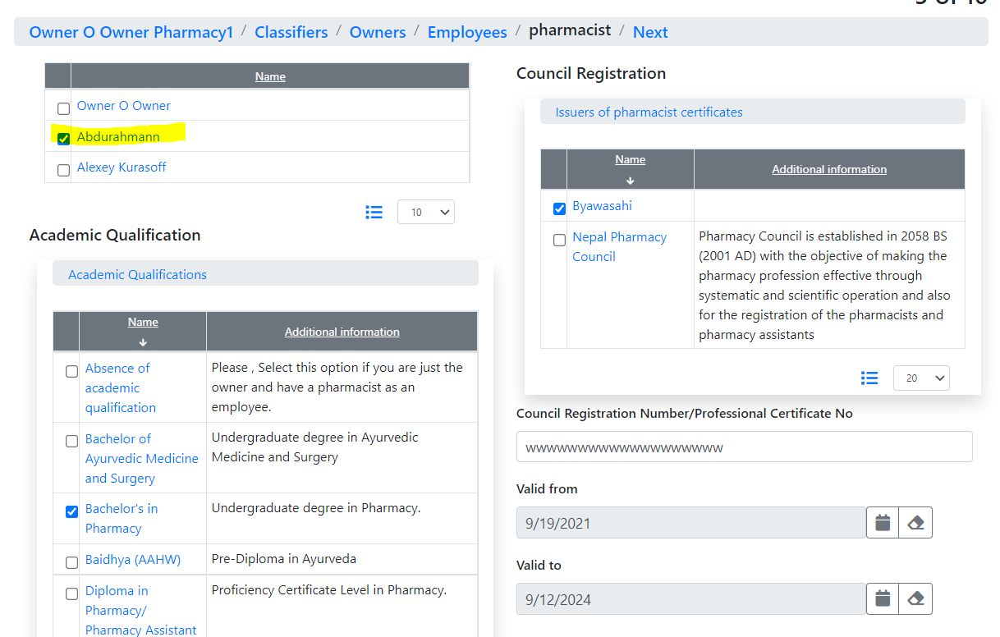 Owner O Owner Pharmacy1 / Classifiers / Owners / Employees / pharmacist / Next
Name
Owner O Owner
Abdurahmann
Alexey Kurasoff
10
Academic Qualification
Academic Qualifications
Name
Additional information
Absence of
academic
qualification
Please , Select this option if you are just the
owner and have a pharmacist as an
employee.
Bachelor of
Ayurvedic Medicine
and Surgery
Undergraduate degree in Ayurvedic
Medicine and Surgery
Bachelor's in
Pharmacy
Undergraduate degree in Pharmacy.
Baidhya (AAHW)
Pre-Diploma in Ayurveda
Diploma in
Pharmacy/
Pharmacy Assistant
Proficiency Certificate Level in Pharmacy.
Council Registration
Issuers of pharmacist certificates
Name
Additional information
Byawasahi
Nepal Pharmacy
Council
Pharmacy Council is established in 2058 BS
(2001 AD) with the objective of making the
pharmacy profession effective through
systematic and scientific operation and also
for the registration of the pharmacists and
pharmacy assistants
20
Council Registration Number/Professional Certificate No
wwwwwwwwwwwwwwwwwww
Valid from
9/19/2021
Valid to
9/12/2024